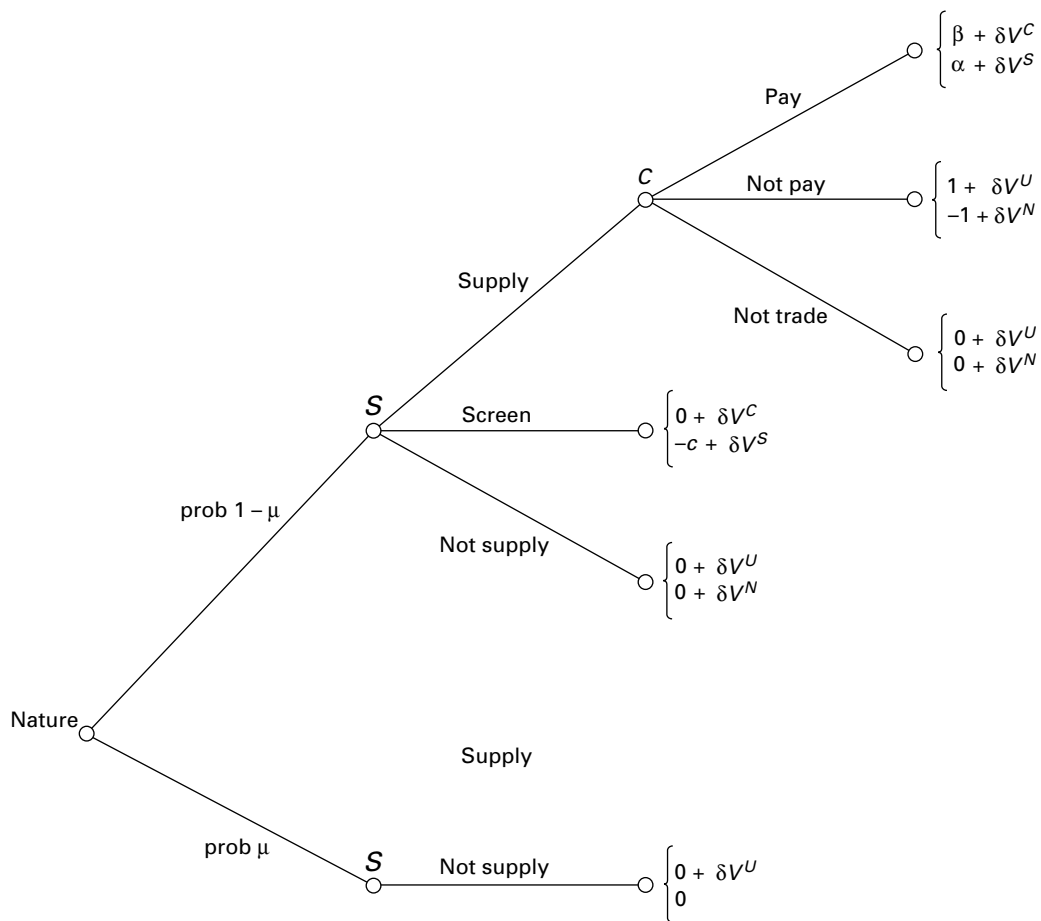 β + δV^C
α + δV^S
Pay
C
Not pay
1 + δV^U
−1 + δV^N
Supply
Not trade
0 + δV^U
0 + δV^N
S
Screen
0 + δV^C
−c + δV^S
prob 1 − μ
Not supply
0 + δV^U
0 + δV^N
Nature
Supply
prob μ
S
Not supply
0 + δV^U
0